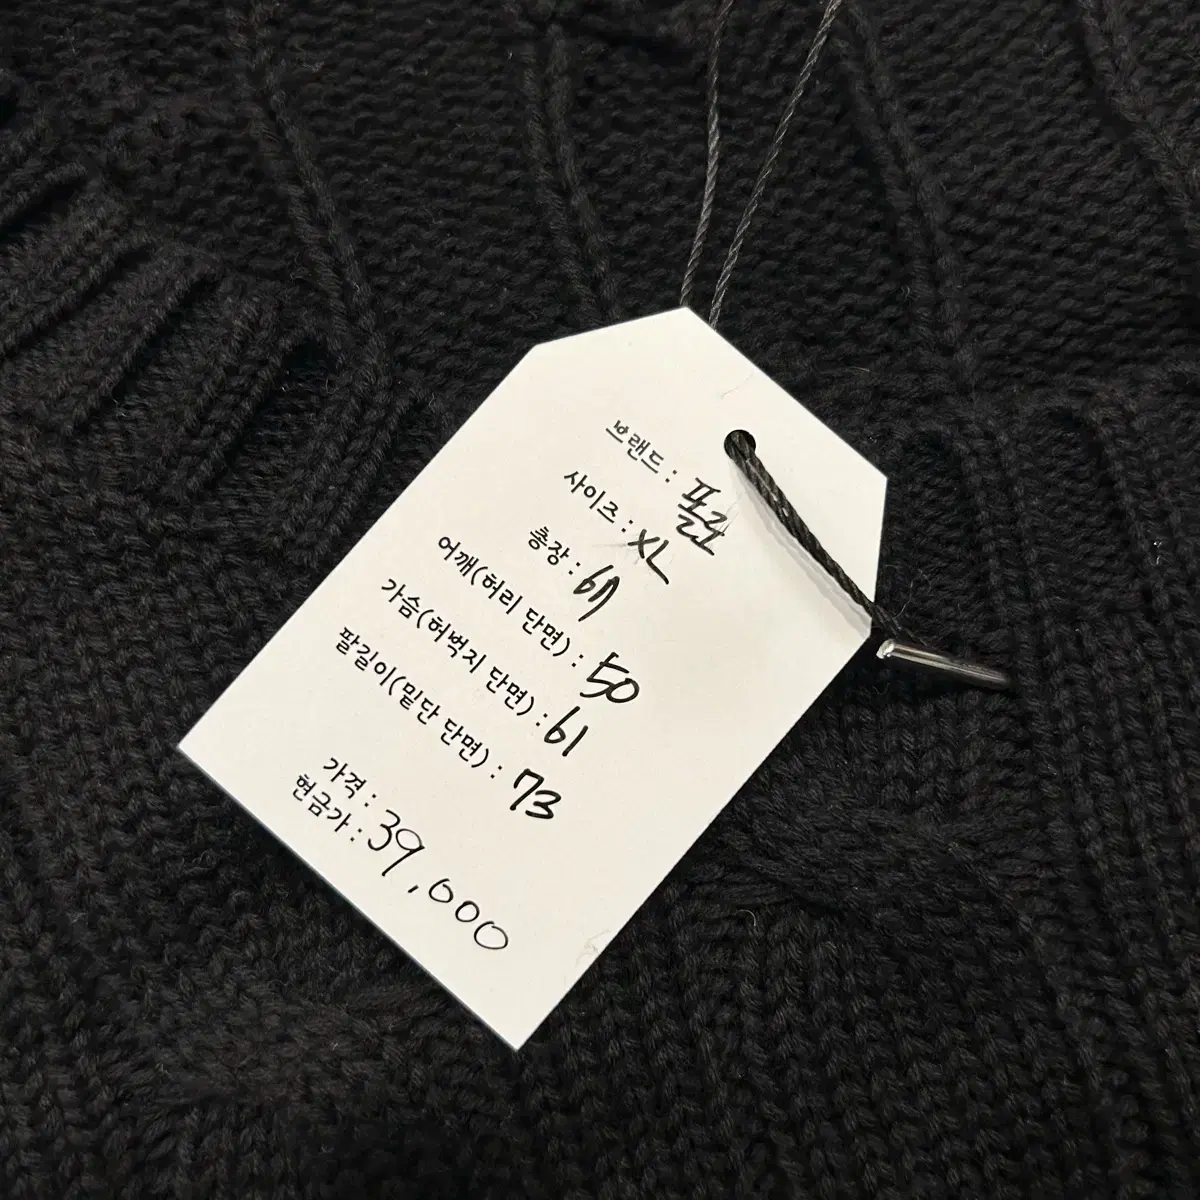 브랜드 : 폴로
사이즈 : XL
총장 : 67
어깨(허리 단면) : 50
가슴(허벅지 단면) : 61
팔길이(밑단 단면) : 73
가격 : 39,000
현금가 :